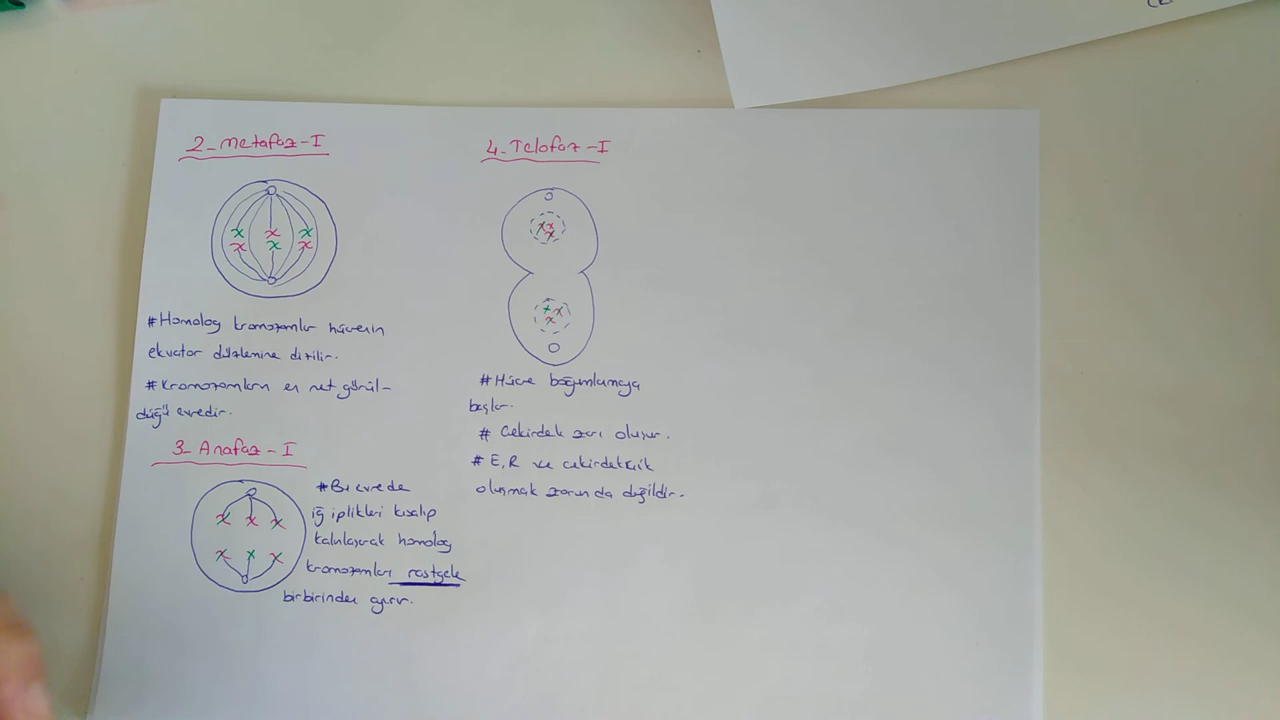 2- Metafaz-I
#Homolog kromozomlar hücrenin
ekvator düzlemine dizilir.
#Kromozomların en net görül-
düğü evredir.
3- Anafaz-I
#Bu evrede
iğ iplikleri kısalıp
kalınlaşarak homolog
kromozomları rastgele
birbirinden ayırır.
4- Telofaz-I
#Hücre boğumlanmaya
başlar.
# Çekirdek zarı oluşur.
# E,R ve çekirdekçik
oluşmak zorunda değildir.